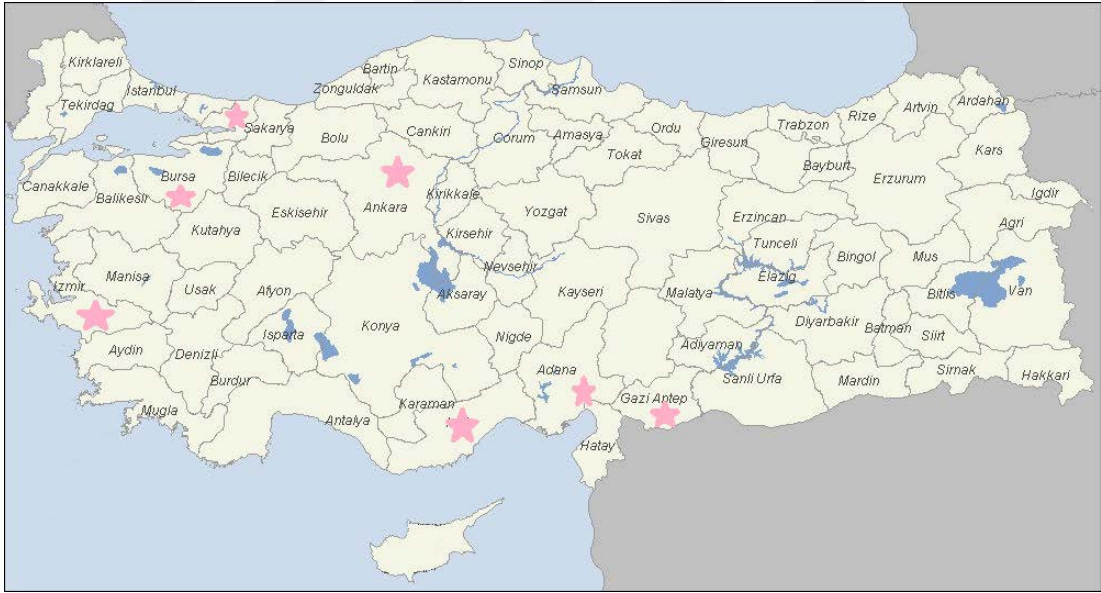 Kirklareli
Tekirdag
Istanbul
Sakarya
Zonguldak
Bartin
Kastamonu
Sinop
Samsun
Bolu
Cankiri
Corum
Amasya
Tokat
Ordu
Giresun
Trabzon
Rize
Artvin
Ardahan
Kars
Bayburt
Erzurum
Igdir
Agri
Canakkale
Balikesir
Bursa
Bilecik
Eskisehir
Ankara
Kirikkale
Yozgat
Sivas
Erzincan
Tunceli
Bingol
Mus
Kutahya
Kirsehir
Nevsehir
Kayseri
Malatya
Elazig
Bitlis
Van
Izmir
Manisa
Usak
Afyon
Konya
Aksaray
Nigde
Diyarbakir
Batman
Siirt
Aydin
Denizli
Isparta
Burdur
Adiyaman
Sanli Urfa
Mardin
Sirnak
Hakkari
Mugla
Antalya
Karaman
Adana
Gazi Antep
Hatay